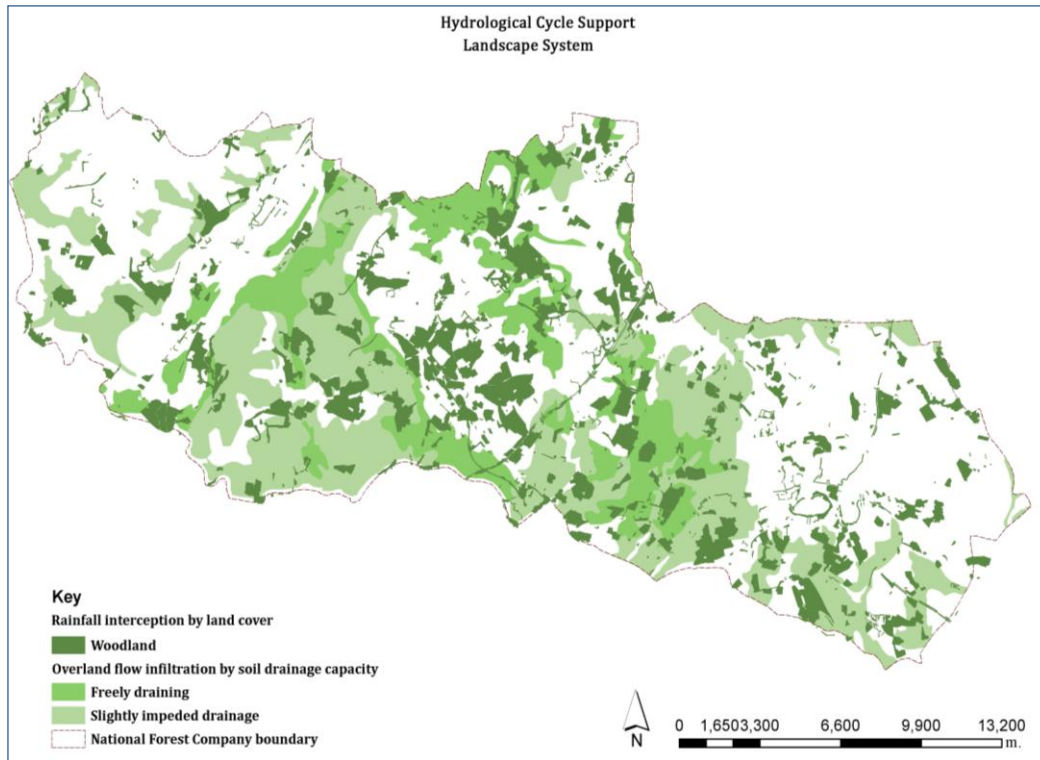 Hydrological Cycle Support
Landscape System
Key
Rainfall interception by land cover
Woodland
Overland flow infiltration by soil drainage capacity
Freely draining
Slightly impeded drainage
National Forest Company boundary
N
0 1,6503,300 6,600 9,900 13,200
m.